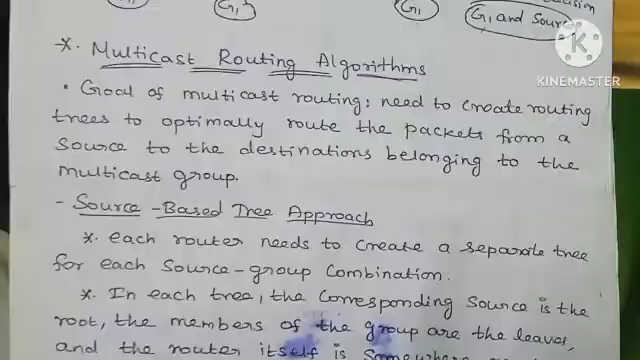 G1
G1
G1 and Source
KINEMASTER
* Multicast Routing Algorithms
• Goal of multicast routing: need to create routing
trees to optimally route the packets from a
Source to the destinations belonging to the
multicast group.
- Source-Based Tree Approach
* each router needs to create a separate tree
for each Source-group Combination.
* In each tree, the corresponding source is the
root, the members of the group are the leaves,
and the router itself is Somewhere